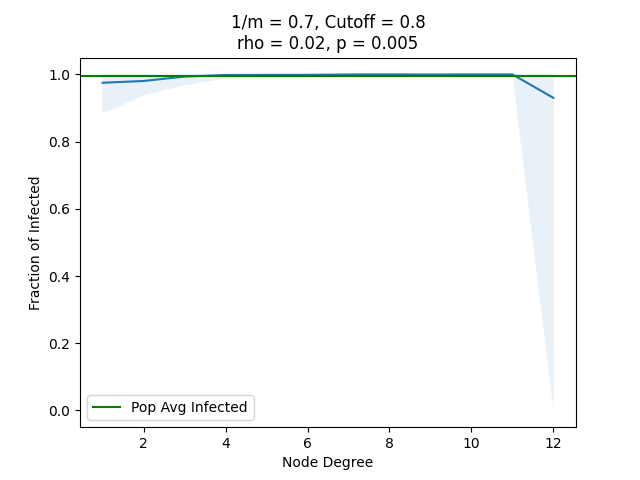 1/m = 0.7, Cutoff = 0.8
rho = 0.02, p = 0.005
Fraction of Infected
1.0
0.8
0.6
0.4
0.2
0.0
Pop Avg Infected
2 4 6 8 10 12
Node Degree